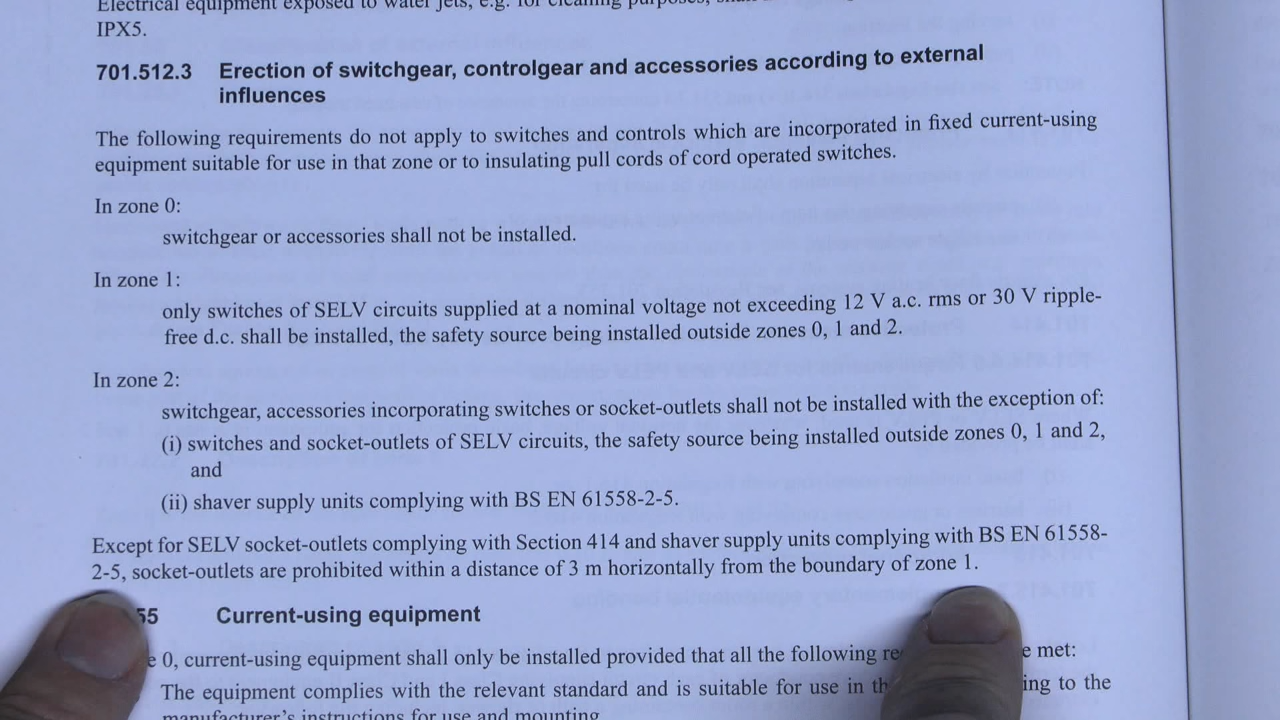 Electrical equipment exposed to water jets, e.g. for cleaning purposes,
IPX5.
701.512.3 Erection of switchgear, controlgear and accessories according to external
influences
The following requirements do not apply to switches and controls which are incorporated in fixed current-using
equipment suitable for use in that zone or to insulating pull cords of cord operated switches.
In zone 0:
switchgear or accessories shall not be installed.
In zone 1:
only switches of SELV circuits supplied at a nominal voltage not exceeding 12 V a.c. rms or 30 V ripple-
free d.c. shall be installed, the safety source being installed outside zones 0, 1 and 2.
In zone 2:
switchgear, accessories incorporating switches or socket-outlets shall not be installed with the exception of:
(i) switches and socket-outlets of SELV circuits, the safety source being installed outside zones 0, 1 and 2,
and
(ii) shaver supply units complying with BS EN 61558-2-5.
Except for SELV socket-outlets complying with Section 414 and shaver supply units complying with BS EN 61558-
2-5, socket-outlets are prohibited within a distance of 3 m horizontally from the boundary of zone 1.
55 Current-using equipment
e 0, current-using equipment shall only be installed provided that all the following re e met:
The equipment complies with the relevant standard and is suitable for use in th ing to the
manufacturer's instructions for use and mounting